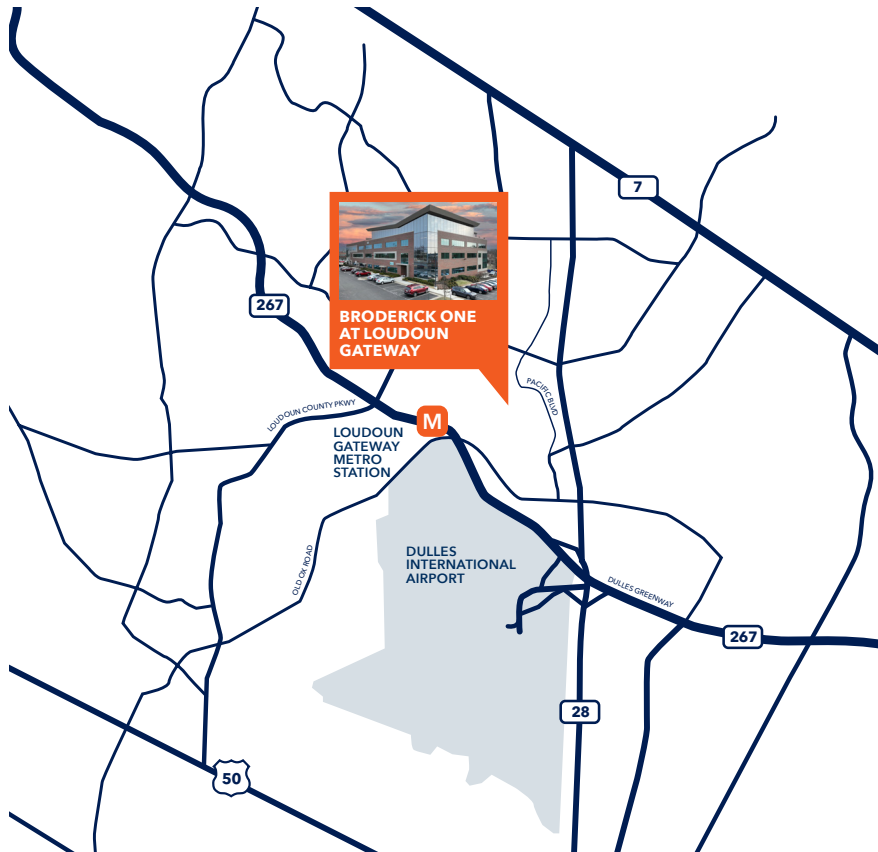 7
267
BRODERICK ONE
AT LOUDOUN
GATEWAY
PACIFIC BLVD
LOUDOUN COUNTY PKWY
M
LOUDOUN
GATEWAY
METRO
STATION
OLD OX ROAD
DULLES
INTERNATIONAL
AIRPORT
DULLES GREENWAY
267
28
50